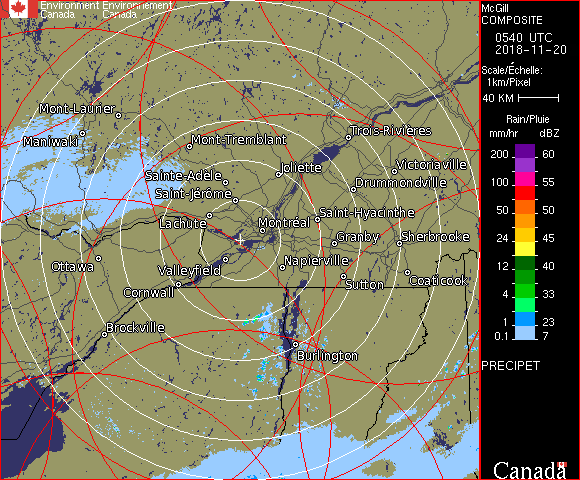 Environment Environnement
Canada Canada
McGill
COMPOSITE
0540 UTC
2018-11-20
Scale/Échelle:
1km/Pixel
40 KM
Rain/Pluie
mm/hr dBZ
200 60
100 55
50 50
24 45
12 40
4 33
1 23
0.1 7
PRECIPET
Canada
Mont-Laurier
Maniwaki
Mont-Tremblant
Trois-Rivières
Sainte-Adèle
Joliette
Victoriaville
Saint-Jérôme
Drummondville
Lachute
Montréal
Saint-Hyacinthe
Granby
Sherbrooke
Ottawa
Valleyfield
Napierville
Cornwall
Sutton
Coaticook
Brockville
Burlington